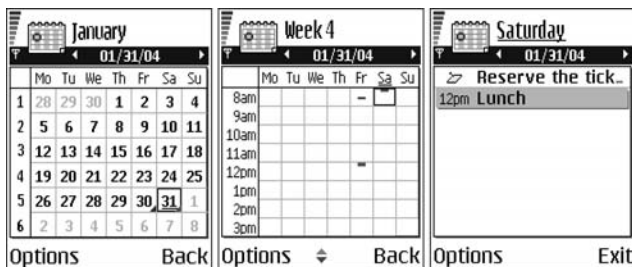 January
01/31/04
Mo Tu We Th Fr Sa Su
1 28 29 30 1 2 3 4
2 5 6 7 8 9 10 11
3 12 13 14 15 16 17 18
4 19 20 21 22 23 24 25
5 26 27 28 29 30 31 1
6 2 3 4 5 6 7 8
Options Back
Week 4
01/31/04
Mo Tu We Th Fr Sa Su
8am
9am
10am
11am
12pm
1pm
2pm
3pm
Options Back
Saturday
01/31/04
Reserve the tick...
12pm Lunch
Options Exit